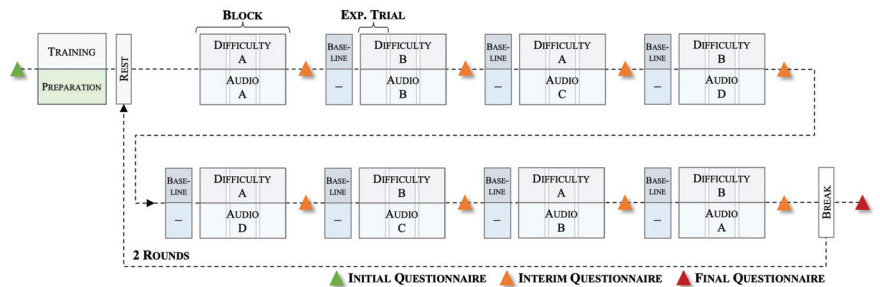 BLOCK
EXP. TRIAL
TRAINING
PREPARATION
REST
DIFFICULTY
A
AUDIO
A
BASE-
LINE
–
DIFFICULTY
B
AUDIO
B
BASE-
LINE
–
DIFFICULTY
A
AUDIO
C
BASE-
LINE
–
DIFFICULTY
B
AUDIO
D
BASE-
LINE
–
DIFFICULTY
A
AUDIO
D
BASE-
LINE
–
DIFFICULTY
B
AUDIO
C
BASE-
LINE
–
DIFFICULTY
A
AUDIO
B
BASE-
LINE
–
DIFFICULTY
B
AUDIO
A
BREAK
2 ROUNDS
INITIAL QUESTIONNAIRE
INTERIM QUESTIONNAIRE
FINAL QUESTIONNAIRE